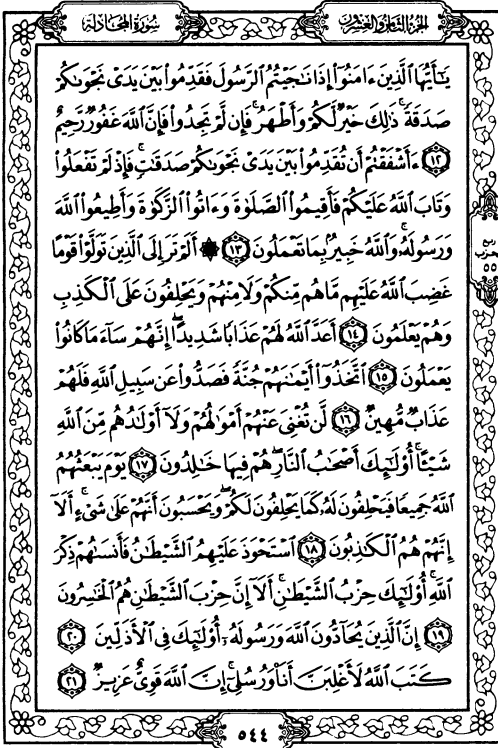 الجزء الثامن والعشرون
سورة المجادلة
يَٰٓأَيُّهَا ٱلَّذِينَ ءَامَنُوٓا۟ إِذَا نَٰجَيْتُمُ ٱلرَّسُولَ فَقَدِّمُوا۟ بَيْنَ يَدَىْ نَجْوَىٰكُمْ
صَدَقَةً ۚ ذَٰلِكَ خَيْرٌ لَّكُمْ وَأَطْهَرُ ۚ فَإِن لَّمْ تَجِدُوا۟ فَإِنَّ ٱللَّهَ غَفُورٌ رَّحِيمٌ
١٢ ءَأَشْفَقْتُمْ أَن تُقَدِّمُوا۟ بَيْنَ يَدَىْ نَجْوَىٰكُمْ صَدَقَٰتٍ ۚ فَإِذْ لَمْ تَفْعَلُوا۟
وَتَابَ ٱللَّهُ عَلَيْكُمْ فَأَقِيمُوا۟ ٱلصَّلَوٰةَ وَءَاتُوا۟ ٱلزَّكَوٰةَ وَأَطِيعُوا۟ ٱللَّهَ
وَرَسُولَهُۥ ۚ وَٱللَّهُ خَبِيرٌۢ بِمَا تَعْمَلُونَ ١٣ ۞ أَلَمْ تَرَ إِلَى ٱلَّذِينَ تَوَلَّوْا۟ قَوْمًا
غَضِبَ ٱللَّهُ عَلَيْهِم مَّا هُم مِّنكُمْ وَلَا مِنْهُمْ وَيَحْلِفُونَ عَلَى ٱلْكَذِبِ
وَهُمْ يَعْلَمُونَ ١٤ أَعَدَّ ٱللَّهُ لَهُمْ عَذَابًا شَدِيدًا ۖ إِنَّهُمْ سَآءَ مَا كَانُوا۟
يَعْمَلُونَ ١٥ ٱتَّخَذُوٓا۟ أَيْمَٰنَهُمْ جُنَّةً فَصَدُّوا۟ عَن سَبِيلِ ٱللَّهِ فَلَهُمْ
عَذَابٌ مُّهِينٌ ١٦ لَّن تُغْنِىَ عَنْهُمْ أَمْوَٰلُهُمْ وَلَآ أَوْلَٰدُهُم مِّنَ ٱللَّهِ
شَيْـًٔا ۚ أُو۟لَٰٓئِكَ أَصْحَٰبُ ٱلنَّارِ ۖ هُمْ فِيهَا خَٰلِدُونَ ١٧ يَوْمَ يَبْعَثُهُمُ
ٱللَّهُ جَمِيعًا فَيَحْلِفُونَ لَهُۥ كَمَا يَحْلِفُونَ لَكُمْ ۖ وَيَحْسَبُونَ أَنَّهُمْ عَلَىٰ شَىْءٍ ۚ أَلَآ
إِنَّهُمْ هُمُ ٱلْكَٰذِبُونَ ١٨ ٱسْتَحْوَذَ عَلَيْهِمُ ٱلشَّيْطَٰنُ فَأَنسَىٰهُمْ ذِكْرَ
ٱللَّهِ ۚ أُو۟لَٰٓئِكَ حِزْبُ ٱلشَّيْطَٰنِ ۚ أَلَآ إِنَّ حِزْبَ ٱلشَّيْطَٰنِ هُمُ ٱلْخَٰسِرُونَ
١٩ إِنَّ ٱلَّذِينَ يُحَآدُّونَ ٱللَّهَ وَرَسُولَهُۥٓ أُو۟لَٰٓئِكَ فِى ٱلْأَذَلِّينَ ٢٠
كَتَبَ ٱللَّهُ لَأَغْلِبَنَّ أَنَا۠ وَرُسُلِىٓ ۚ إِنَّ ٱللَّهَ قَوِىٌّ عَزِيزٌ ٢١
٥٤٤